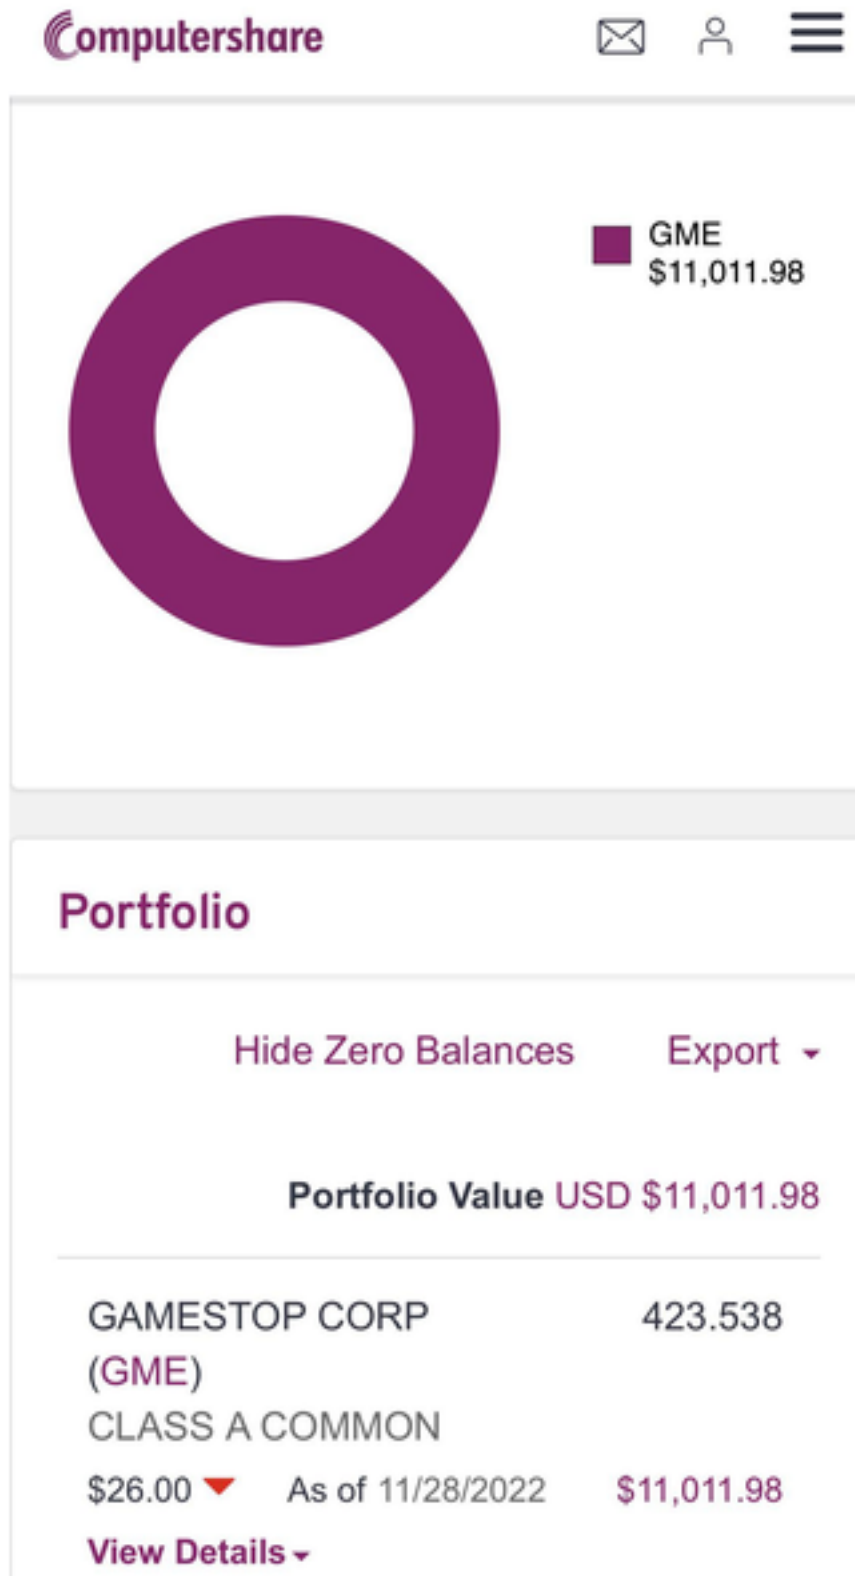 Computershare
GME
$11,011.98
Portfolio
Hide Zero Balances Export
Portfolio Value USD $11,011.98
GAMESTOP CORP 423.538
(GME)
CLASS A COMMON
$26.00 As of 11/28/2022 $11,011.98
View Details